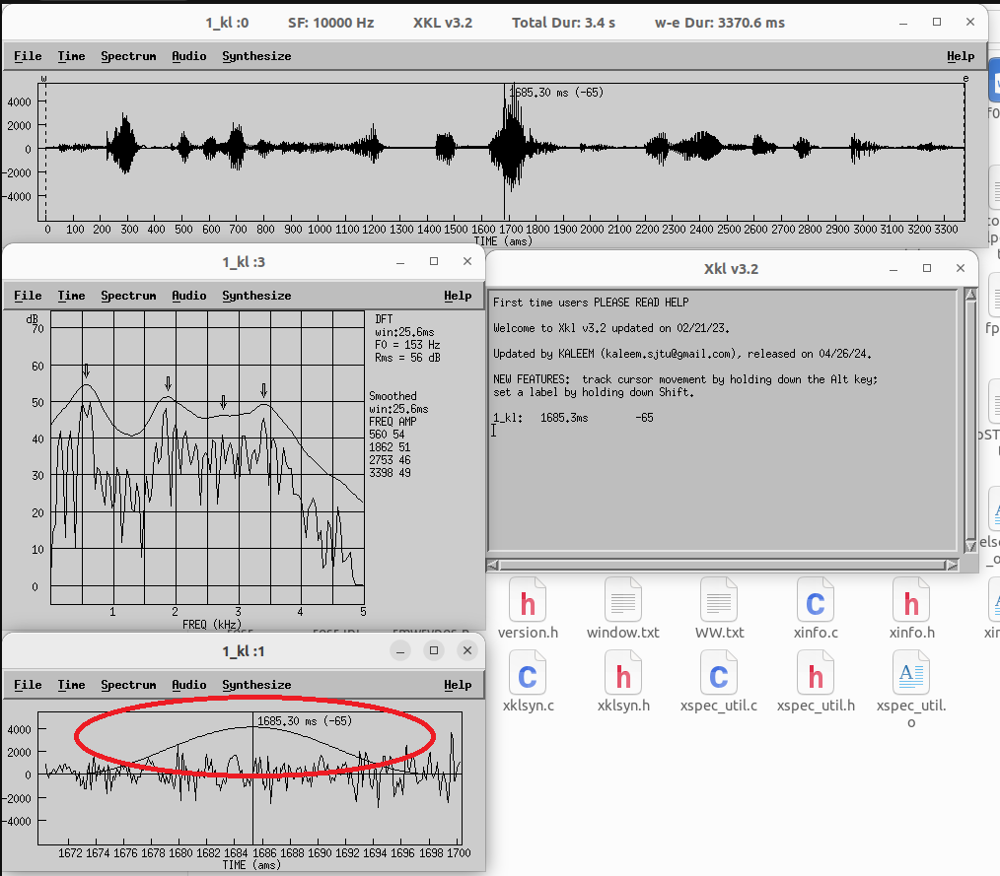 1_kl :0 SF: 10000 Hz XKL v3.2 Total Dur: 3.4 s w-e Dur: 3370.6 ms
File Time Spectrum Audio Synthesize Help
w e
1685.30 ms (-65)
4000
2000
0
-2000
-4000
0 100 200 300 400 500 600 700 800 900 1000 1100 1200 1300 1400 1500 1600 1700 1800 1900 2000 2100 2200 2300 2400 2500 2600 2700 2800 2900 3000 3100 3200 3300
TIME (ams)
1_kl :3
File Time Spectrum Audio Synthesize Help
dB
70
60
50
40
30
20
10
0
1 2 3 4 5
FREQ (kHz)
DFT
win:25.6ms
F0 = 153 Hz
Rms = 56 dB
Smoothed
win:25.6ms
FREQ AMP
560 54
1862 51
2753 46
3398 49
Xkl v3.2
First time users PLEASE READ HELP
Welcome to Xkl v3.2 updated on 02/21/23.
Updated by KALEEM (kaleem.sjtu@gmail.com), released on 04/26/24.
NEW FEATURES: track cursor movement by holding down the Alt key;
set a label by holding down Shift.
1_kl: 1685.3ms -65
version.h window.txt WW.txt xinfo.c xinfo.h
xklsyn.c xklsyn.h xspec_util.c xspec_util.h xspec_util.
o
1_kl :1
File Time Spectrum Audio Synthesize Help
1685.30 ms (-65)
4000
2000
0
-2000
-4000
1672 1674 1676 1678 1680 1682 1684 1686 1688 1690 1692 1694 1696 1698 1700
TIME (ams)